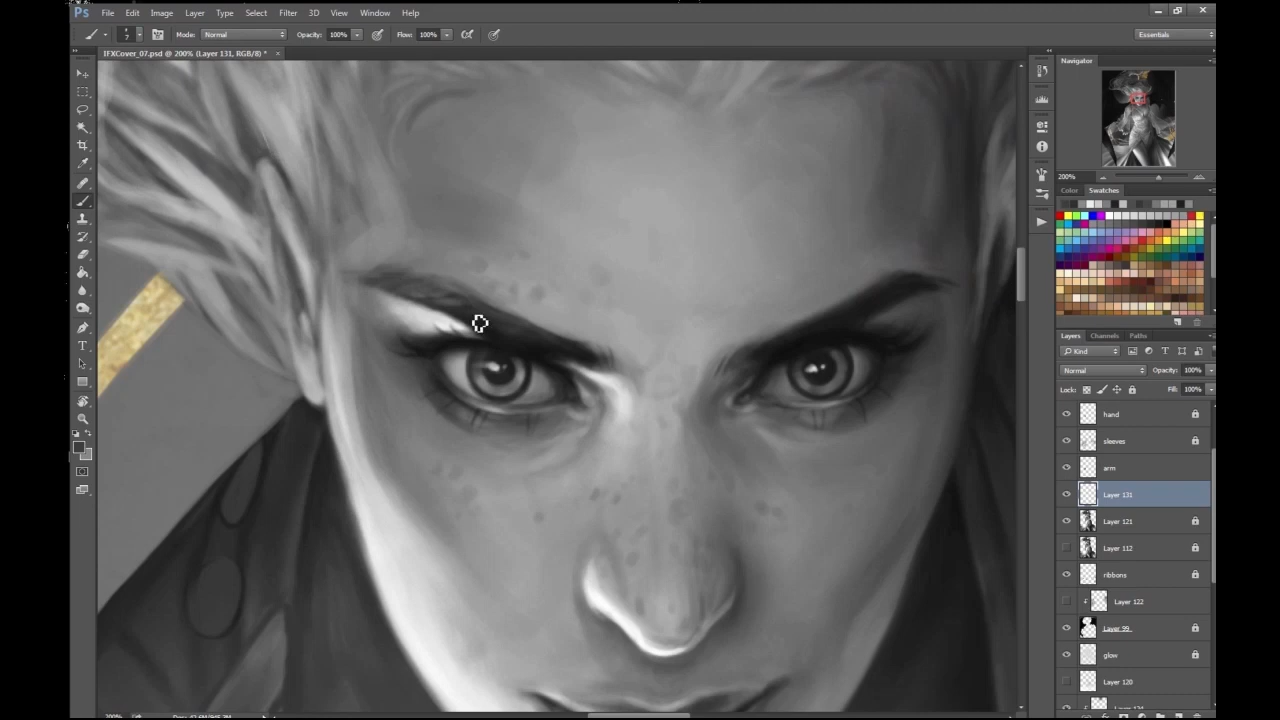 Ps File Edit Image Layer Type Select Filter 3D View Window Help
7 Mode: Normal Opacity: 100% Flow: 100% Essentials
IFXCover_07.psd @ 200% (Layer 131, RGB/8) * ×
Navigator
200%
Color Swatches
Layers Channels Paths
Kind
Normal Opacity: 100%
Lock: Fill: 100%
hand
sleeves
arm
Layer 131
Layer 121
Layer 112
ribbons
Layer 122
Layer 99
glow
Layer 120